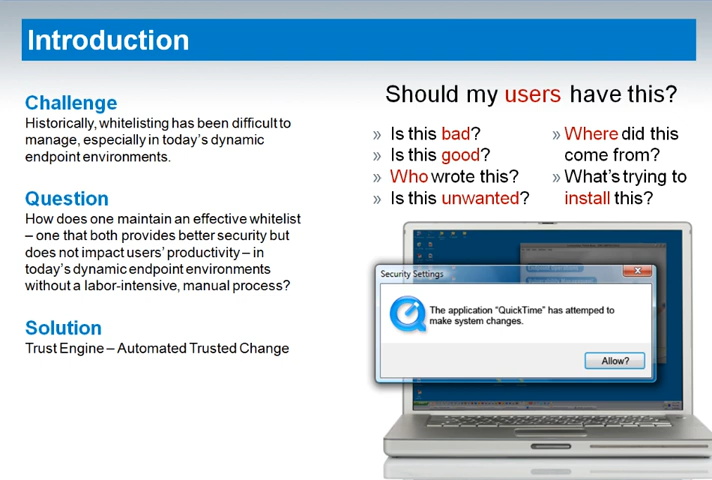 Introduction
Challenge
Historically, whitelisting has been difficult to
manage, especially in today's dynamic
endpoint environments.
Question
How does one maintain an effective whitelist
– one that both provides better security but
does not impact users' productivity – in
today's dynamic endpoint environments
without a labor-intensive, manual process?
Solution
Trust Engine – Automated Trusted Change
Should my users have this?
» Is this bad?
» Is this good?
» Who wrote this?
» Is this unwanted?
» Where did this
come from?
» What's trying to
install this?
Security Settings
The application "QuickTime" has attemped to
make system changes.
Allow?